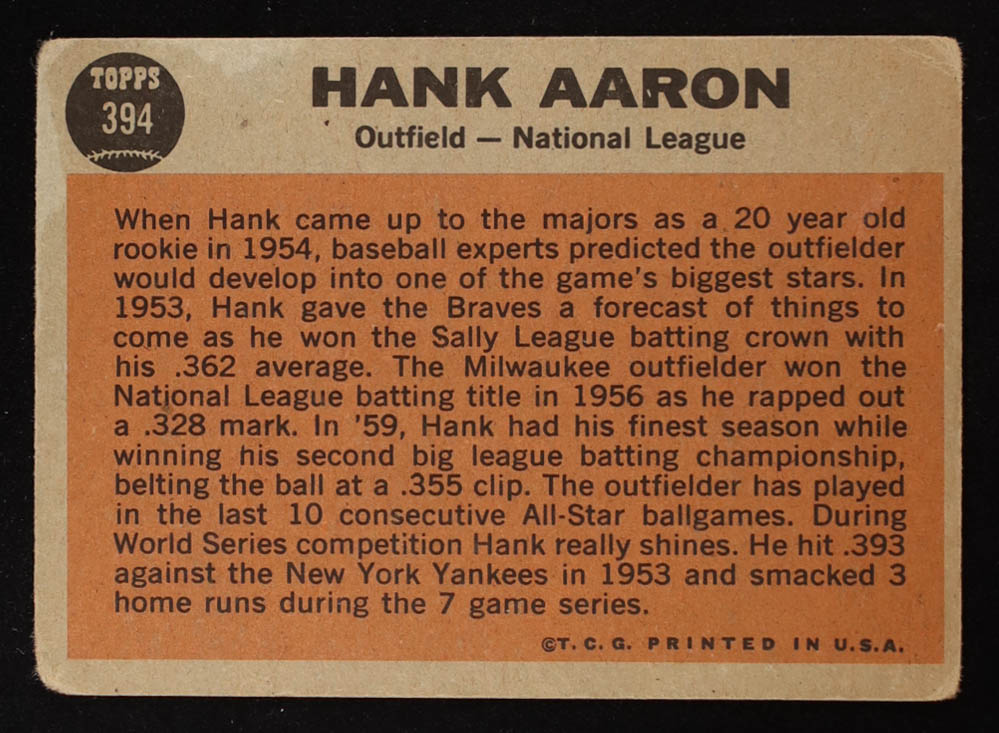 TOPPS
394
HANK AARON
Outfield — National League
When Hank came up to the majors as a 20 year old
rookie in 1954, baseball experts predicted the outfielder
would develop into one of the game's biggest stars. In
1953, Hank gave the Braves a forecast of things to
come as he won the Sally League batting crown with
his .362 average. The Milwaukee outfielder won the
National League batting title in 1956 as he rapped out
a .328 mark. In '59, Hank had his finest season while
winning his second big league batting championship,
belting the ball at a .355 clip. The outfielder has played
in the last 10 consecutive All-Star ballgames. During
World Series competition Hank really shines. He hit .393
against the New York Yankees in 1953 and smacked 3
home runs during the 7 game series.
©T. C. G. PRINTED IN U.S.A.